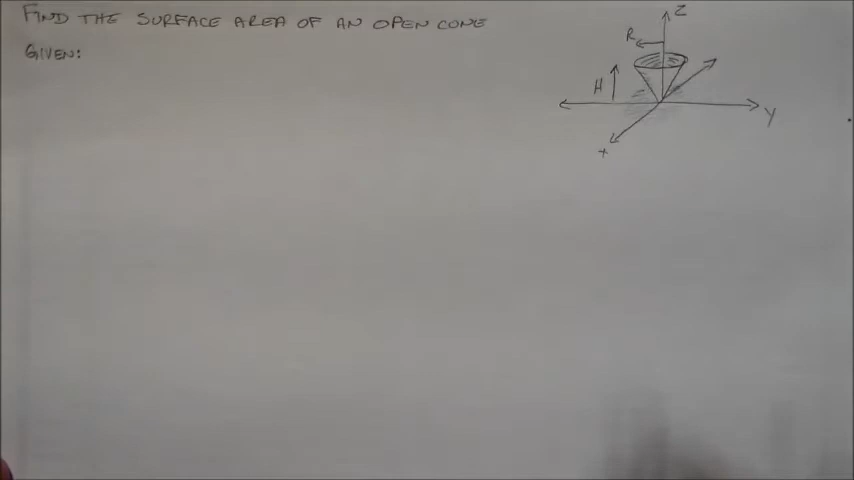 FIND THE SURFACE AREA OF AN OPEN CONE
GIVEN:
Z
R
H
Y
X